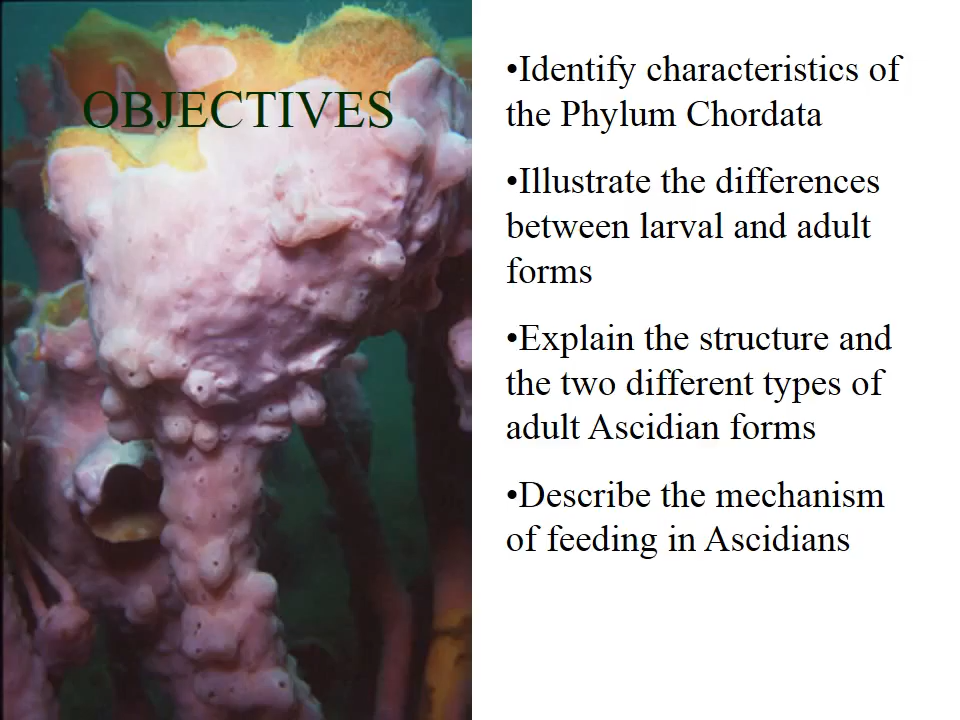 OBJECTIVES
•Identify characteristics of
the Phylum Chordata
•Illustrate the differences
between larval and adult
forms
•Explain the structure and
the two different types of
adult Ascidian forms
•Describe the mechanism
of feeding in Ascidians